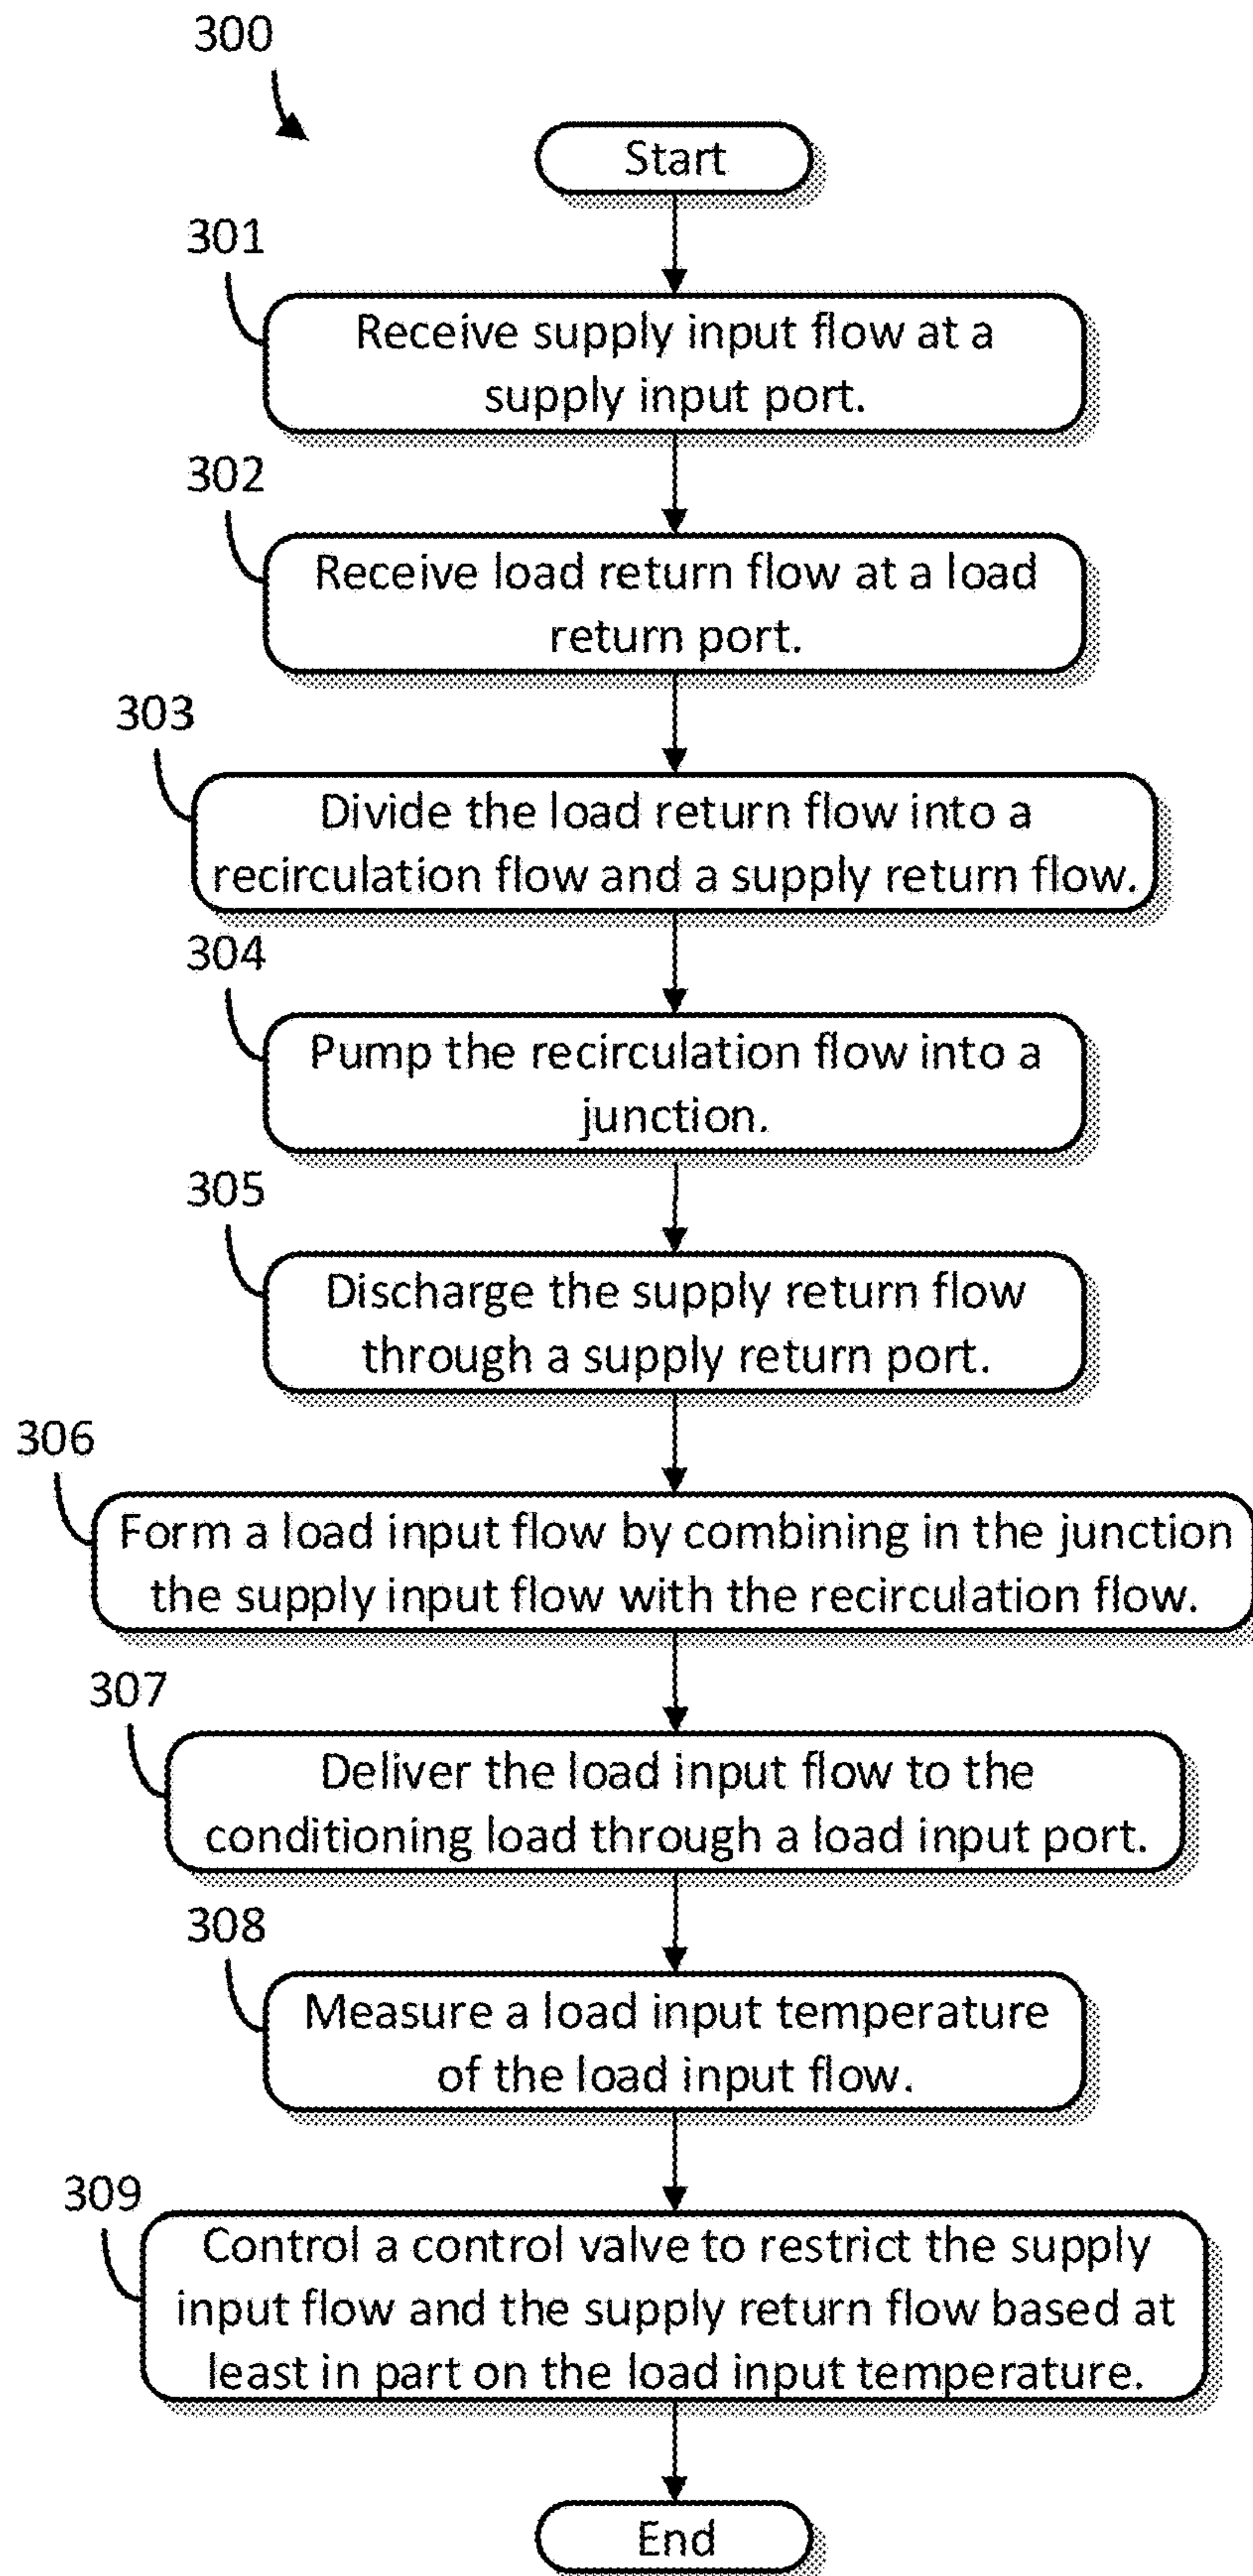 300
Start
301
Receive supply input flow at a
supply input port.
302
Receive load return flow at a load
return port.
303
Divide the load return flow into a
recirculation flow and a supply return flow.
304
Pump the recirculation flow into a
junction.
305
Discharge the supply return flow
through a supply return port.
306
Form a load input flow by combining in the junction
the supply input flow with the recirculation flow.
307
Deliver the load input flow to the
conditioning load through a load input port.
308
Measure a load input temperature
of the load input flow.
309
Control a control valve to restrict the supply
input flow and the supply return flow based at
least in part on the load input temperature.
End